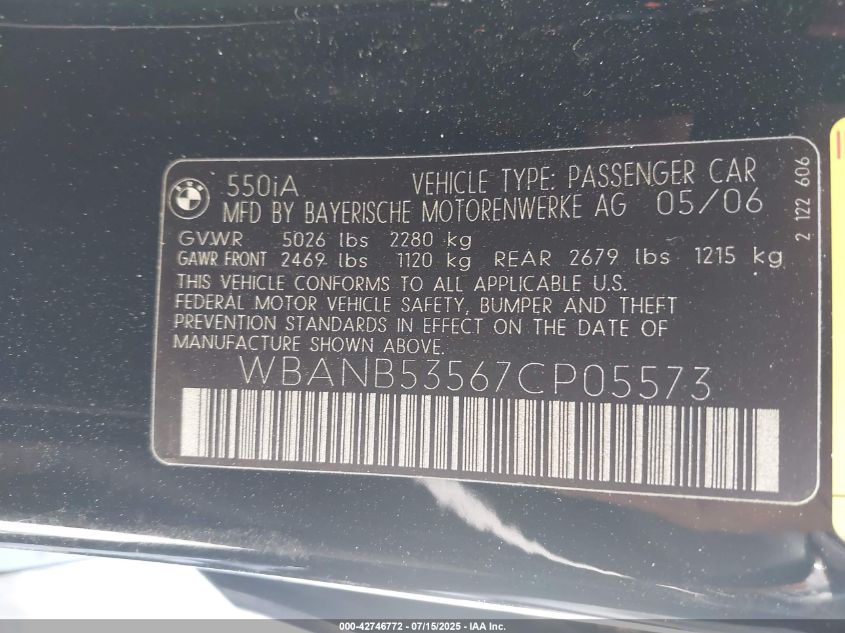 BMW
550iA VEHICLE TYPE: PASSENGER CAR
MFD BY BAYERISCHE MOTORENWERKE AG 05/06
GVWR 5026 lbs 2280 kg
GAWR FRONT 2469 lbs 1120 kg REAR 2679 lbs 1215 kg
THIS VEHICLE CONFORMS TO ALL APPLICABLE U.S.
FEDERAL MOTOR VEHICLE SAFETY, BUMPER AND THEFT
PREVENTION STANDARDS IN EFFECT ON THE DATE OF
MANUFACTURE SHOWN ABOVE.
WBANB53567CP05573
2 122 606
000-42746772 - 07/15/2025 - IAA Inc.